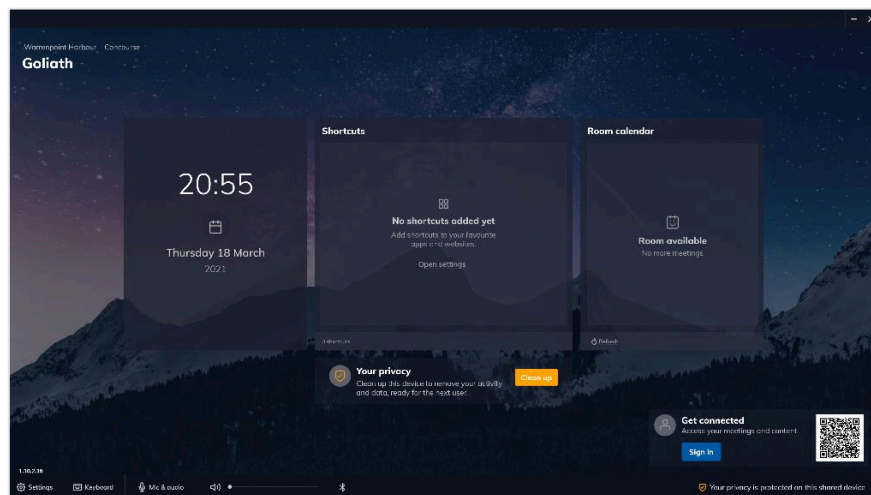 Warrenpoint Harbour Concourse
Goliath
20:55
Thursday 18 March
2021
Shortcuts
No shortcuts added yet
Add shortcuts to your favourite
apps and websites.
Open settings
0 shortcuts
Room calendar
Room available
No more meetings
Refresh
Your privacy
Clean up this device to remove your activity
and data, ready for the next user.
Clean up
Get connected
Access your meetings and content.
Sign in
1.10.2.36
Settings
Keyboard
Mic & audio
Your privacy is protected on this shared device